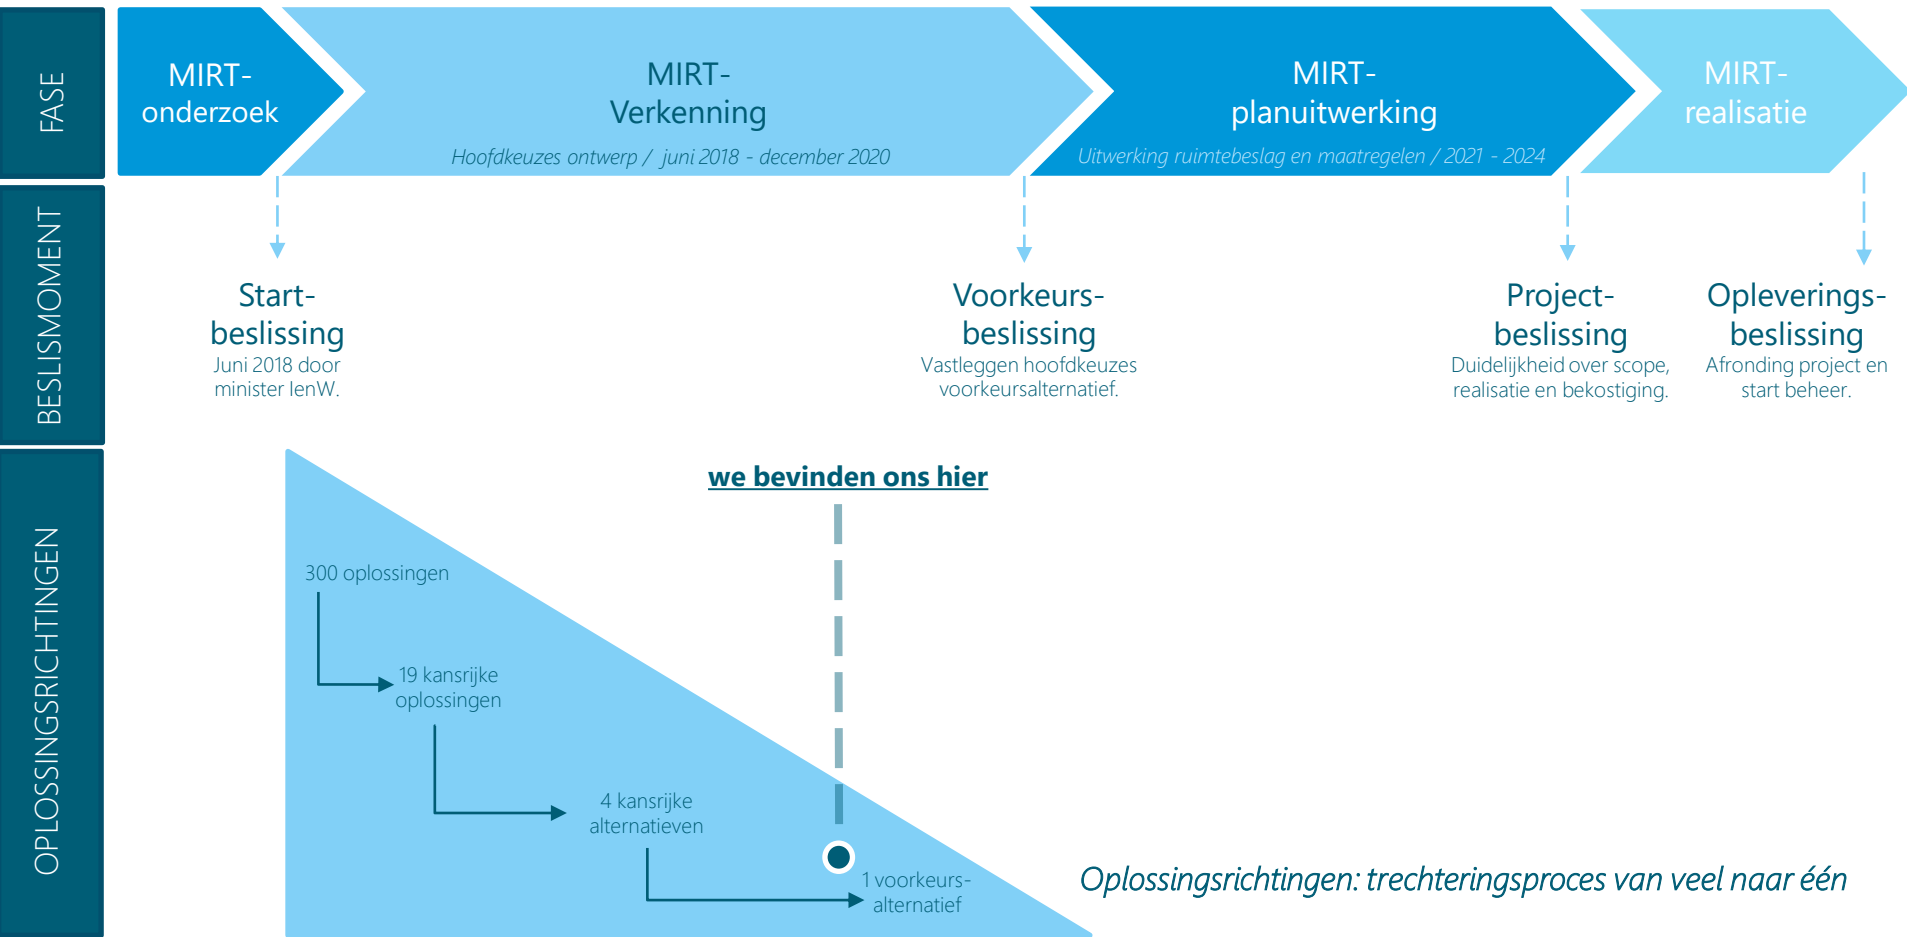 FASE
MIRT-
onderzoek
MIRT-
Verkenning
Hoofdkeuzes ontwerp / juni 2018 - december 2020
MIRT-
planuitwerking
Uitwerking ruimtebeslag en maatregelen / 2021 - 2024
MIRT-
realisatie
BESLISMOMENT
Start-
beslissing
Juni 2018 door
minister IenW.
Voorkeurs-
beslissing
Vastleggen hoofdkeuzes
voorkeursalternatief.
Project-
beslissing
Duidelijkheid over scope,
realisatie en bekostiging.
Opleverings-
beslissing
Afronding project en
start beheer.
OPLOSSINGSRICHTINGEN
we bevinden ons hier
300 oplossingen
19 kansrijke
oplossingen
4 kansrijke
alternatieven
1 voorkeurs-
alternatief
Oplossingsrichtingen: trechteringsproces van veel naar één